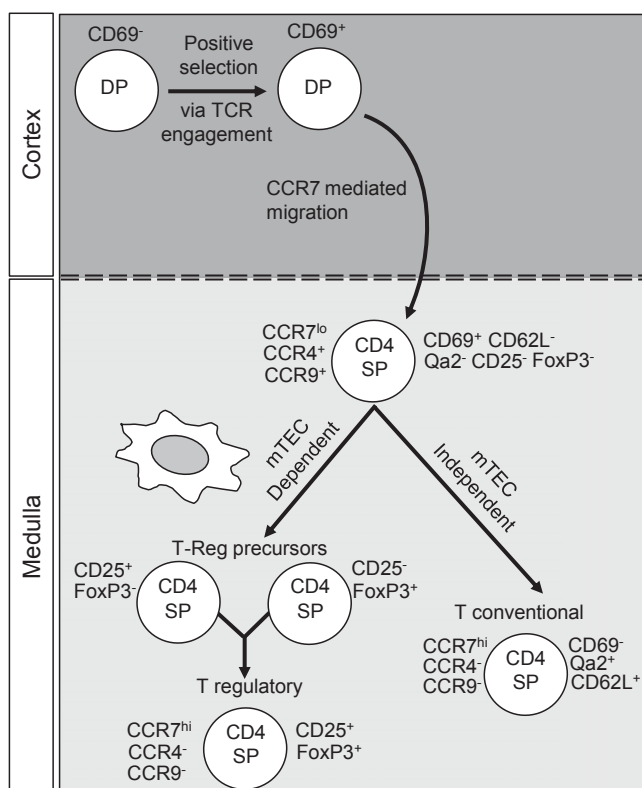 Cortex
CD69⁻
Positive
selection
CD69⁺
DP
DP
via TCR
engagement
CCR7 mediated
migration
Medulla
CCR7ˡᵒ
CCR4⁺
CCR9⁺
CD4
SP
CD69⁺ CD62L⁻
Qa2⁻ CD25⁻ FoxP3⁻
mTEC
Dependent
mTEC
Independent
T-Reg precursors
CD25⁺
FoxP3⁻
CD4
SP
CD4
SP
CD25⁻
FoxP3⁺
T conventional
CCR7ʰⁱ
CCR4⁻
CCR9⁻
CD4
SP
CD69⁻
Qa2⁺
CD62L⁺
T regulatory
CCR7ʰⁱ
CCR4⁻
CCR9⁻
CD4
SP
CD25⁺
FoxP3⁺